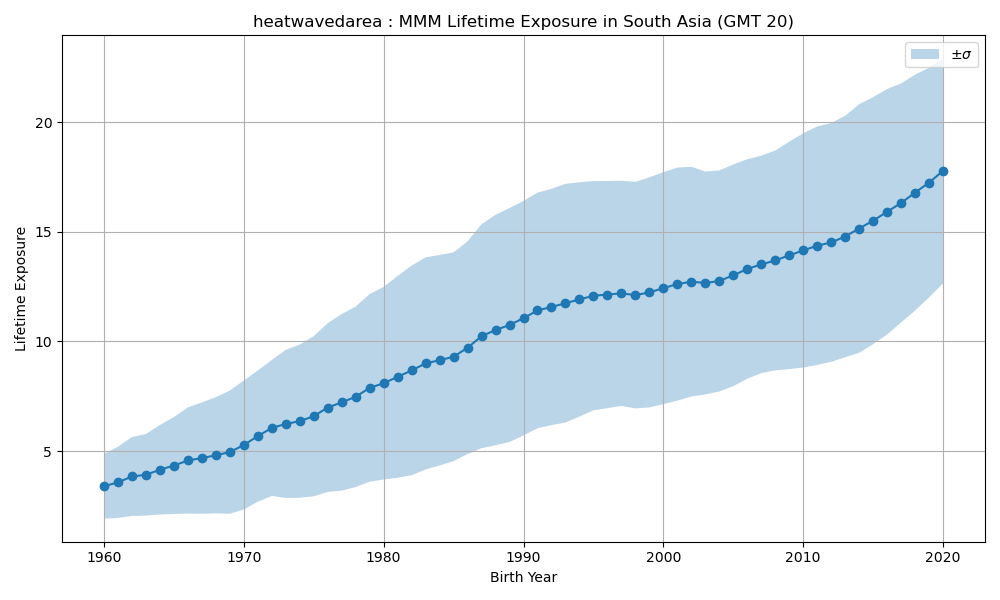 heatwavedarea : MMM Lifetime Exposure in South Asia (GMT 20)
±σ
Lifetime Exposure
20
15
10
5
1960 1970 1980 1990 2000 2010 2020
Birth Year